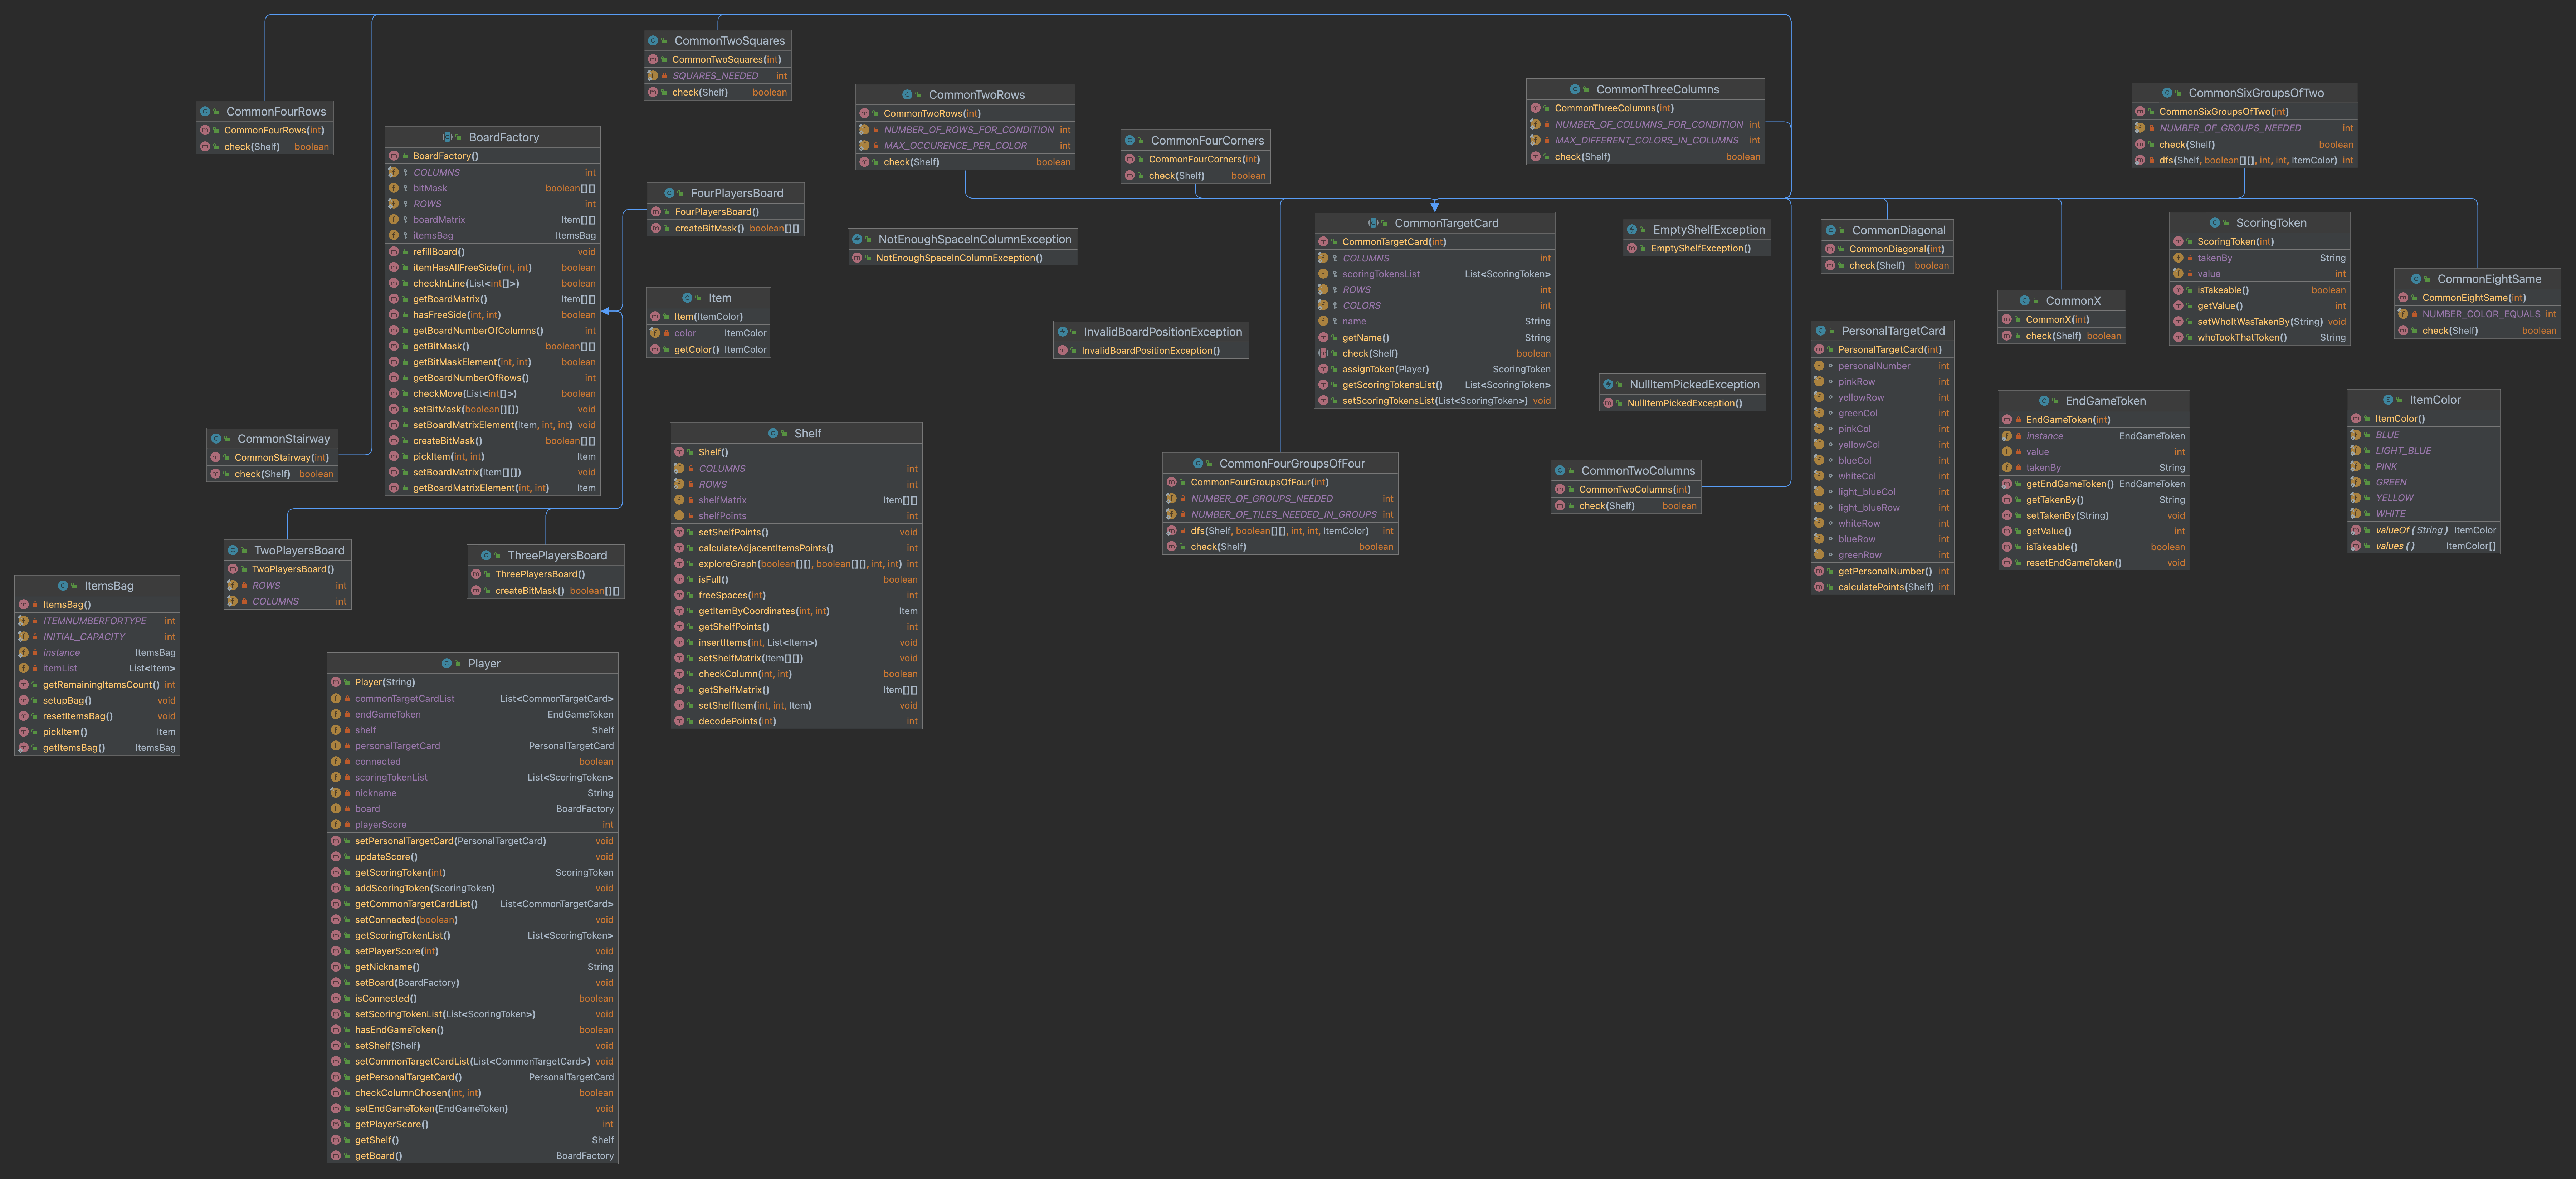 CommonTwoSquares
CommonTwoSquares(int)
SQUARES_NEEDED int
check(Shelf) boolean
CommonFourRows
CommonFourRows(int)
check(Shelf) boolean
BoardFactory
BoardFactory()
COLUMNS int
bitMask boolean[][]
ROWS int
boardMatrix Item[][]
itemsBag ItemsBag
refillBoard() void
itemHasAllFreeSide(int, int) boolean
checkInLine(List<int[]>) boolean
getBoardMatrix() Item[][]
hasFreeSide(int, int) boolean
getBoardNumberOfColumns() int
getBitMask() boolean[][]
getBitMaskElement(int, int) boolean
getBoardNumberOfRows() int
checkMove(List<int[]>) boolean
setBitMask(boolean[][]) void
setBoardMatrixElement(Item, int, int) void
createBitMask() boolean[][]
pickItem(int, int) Item
setBoardMatrix(Item[][]) void
getBoardMatrixElement(int, int) Item
CommonTwoRows
CommonTwoRows(int)
NUMBER_OF_ROWS_FOR_CONDITION int
MAX_OCCURENCE_PER_COLOR int
check(Shelf) boolean
CommonFourCorners
CommonFourCorners(int)
check(Shelf) boolean
CommonThreeColumns
CommonThreeColumns(int)
NUMBER_OF_COLUMNS_FOR_CONDITION int
MAX_DIFFERENT_COLORS_IN_COLUMNS int
check(Shelf) boolean
CommonSixGroupsOfTwo
CommonSixGroupsOfTwo(int)
NUMBER_OF_GROUPS_NEEDED int
check(Shelf) boolean
dfs(Shelf, boolean[][], int, int, ItemColor) int
FourPlayersBoard
FourPlayersBoard()
createBitMask() boolean[][]
NotEnoughSpaceInColumnException
NotEnoughSpaceInColumnException()
CommonTargetCard
CommonTargetCard(int)
COLUMNS int
scoringTokensList List<ScoringToken>
ROWS int
COLORS int
name String
getName() String
check(Shelf) boolean
assignToken(Player) ScoringToken
getScoringTokensList() List<ScoringToken>
setScoringTokensList(List<ScoringToken>) void
EmptyShelfException
EmptyShelfException()
CommonDiagonal
CommonDiagonal(int)
check(Shelf) boolean
ScoringToken
ScoringToken(int)
takenBy String
value int
isTakeable() boolean
getValue() int
setWhoItWasTakenBy(String) void
whoTookThatToken() String
CommonEightSame
CommonEightSame(int)
NUMBER_COLOR_EQUALS int
check(Shelf) boolean
Item
Item(ItemColor)
color ItemColor
getColor() ItemColor
CommonX
CommonX(int)
check(Shelf) boolean
InvalidBoardPositionException
InvalidBoardPositionException()
PersonalTargetCard
PersonalTargetCard(int)
personalNumber int
pinkRow int
yellowRow int
greenCol int
pinkCol int
yellowCol int
blueCol int
whiteCol int
light_blueCol int
light_blueRow int
whiteRow int
blueRow int
greenRow int
getPersonalNumber() int
calculatePoints(Shelf) int
NullItemPickedException
NullItemPickedException()
EndGameToken
EndGameToken(int)
instance EndGameToken
value int
takenBy String
getEndGameToken() EndGameToken
getTakenBy() String
setTakenBy(String) void
getValue() int
isTakeable() boolean
resetEndGameToken() void
ItemColor
ItemColor()
BLUE
LIGHT_BLUE
PINK
GREEN
YELLOW
WHITE
valueOf(String) ItemColor
values() ItemColor[]
CommonStairway
CommonStairway(int)
check(Shelf) boolean
Shelf
Shelf()
COLUMNS int
ROWS int
shelfMatrix Item[][]
shelfPoints int
setShelfPoints() void
calculateAdjacentItemsPoints() int
exploreGraph(boolean[][], boolean[][], int, int) int
isFull() boolean
freeSpaces(int) int
getItemByCoordinates(int, int) Item
getShelfPoints() int
insertItems(int, List<Item>) void
setShelfMatrix(Item[][]) void
checkColumn(int, int) boolean
getShelfMatrix() Item[][]
setShelfItem(int, int, Item) void
decodePoints(int) int
CommonFourGroupsOfFour
CommonFourGroupsOfFour(int)
NUMBER_OF_GROUPS_NEEDED int
NUMBER_OF_TILES_NEEDED_IN_GROUPS int
dfs(Shelf, boolean[][], int, int, ItemColor) int
check(Shelf) boolean
CommonTwoColumns
CommonTwoColumns(int)
check(Shelf) boolean
TwoPlayersBoard
TwoPlayersBoard()
ROWS int
COLUMNS int
ThreePlayersBoard
ThreePlayersBoard()
createBitMask() boolean[][]
ItemsBag
ItemsBag()
ITEMNUMBERFORTYPE int
INITIAL_CAPACITY int
instance ItemsBag
itemList List<Item>
getRemainingItemsCount() int
setupBag() void
resetItemsBag() void
pickItem() Item
getItemsBag() ItemsBag
Player
Player(String)
commonTargetCardList List<CommonTargetCard>
endGameToken EndGameToken
shelf Shelf
personalTargetCard PersonalTargetCard
connected boolean
scoringTokenList List<ScoringToken>
nickname String
board BoardFactory
playerScore int
setPersonalTargetCard(PersonalTargetCard) void
updateScore() void
getScoringToken(int) ScoringToken
addScoringToken(ScoringToken) void
getCommonTargetCardList() List<CommonTargetCard>
setConnected(boolean) void
getScoringTokenList() List<ScoringToken>
setPlayerScore(int) void
getNickname() String
setBoard(BoardFactory) void
isConnected() boolean
setScoringTokenList(List<ScoringToken>) void
hasEndGameToken() boolean
setShelf(Shelf) void
setCommonTargetCardList(List<CommonTargetCard>) void
getPersonalTargetCard() PersonalTargetCard
checkColumnChosen(int, int) boolean
setEndGameToken(EndGameToken) void
getPlayerScore() int
getShelf() Shelf
getBoard() BoardFactory